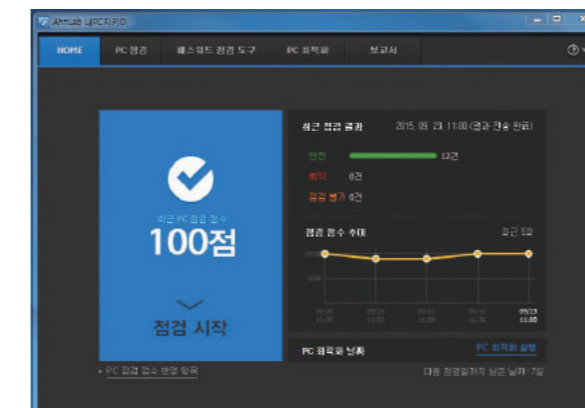 AhnLab 내PC지키미
HOME PC 점검 패스워드 점검 도구 PC 최적화 보고서
최근 점검 결과 2015, 09, 23, 11:00 (결과 전송 완료)
안전 12건
취약 0건
점검 불가 0건
최근 PC 점검 점수
100점
점검 시작
점검 점수 추이 최근 5회
09/23
11:00
PC 최적화 날짜 PC 최적화 실행
• PC 점검 점수 반영 항목
다음 점검일까지 남은 날짜: 7일